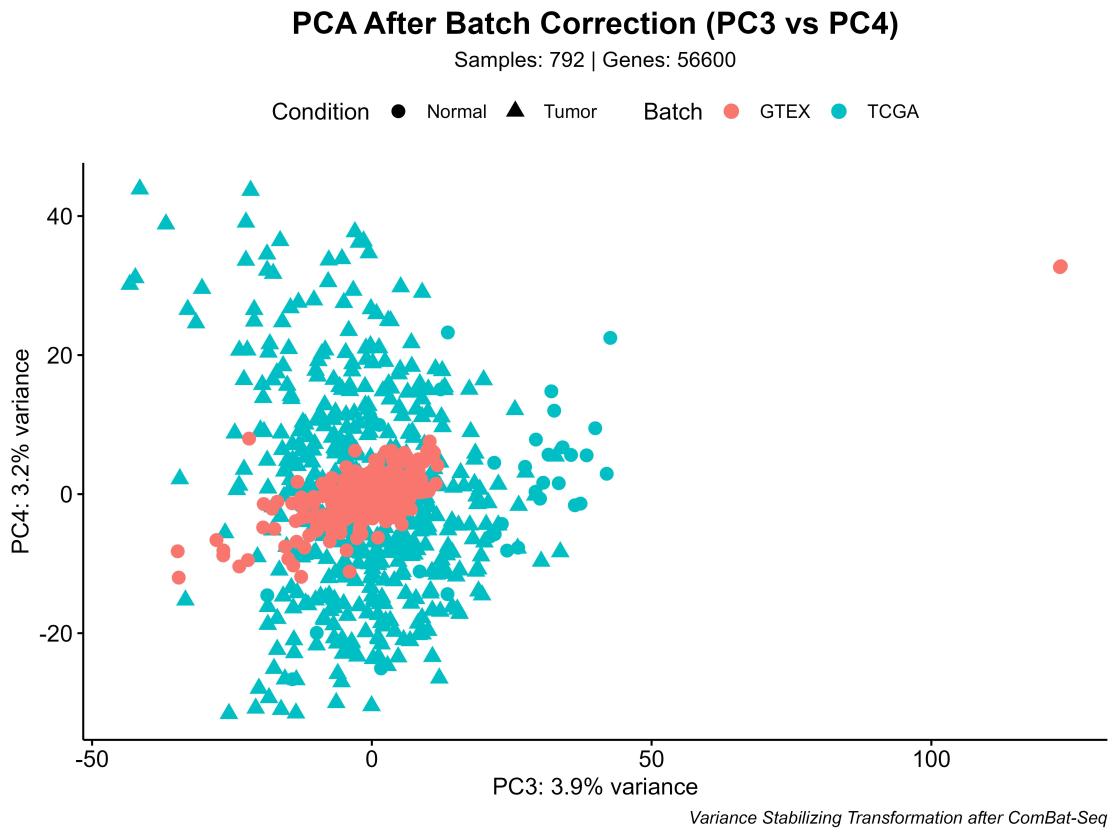 PCA After Batch Correction (PC3 vs PC4)
Samples: 792 | Genes: 56600
Condition Normal Tumor Batch GTEX TCGA
40
20
0
-20
PC4: 3.2% variance
-50 0 50 100
PC3: 3.9% variance
Variance Stabilizing Transformation after ComBat-Seq